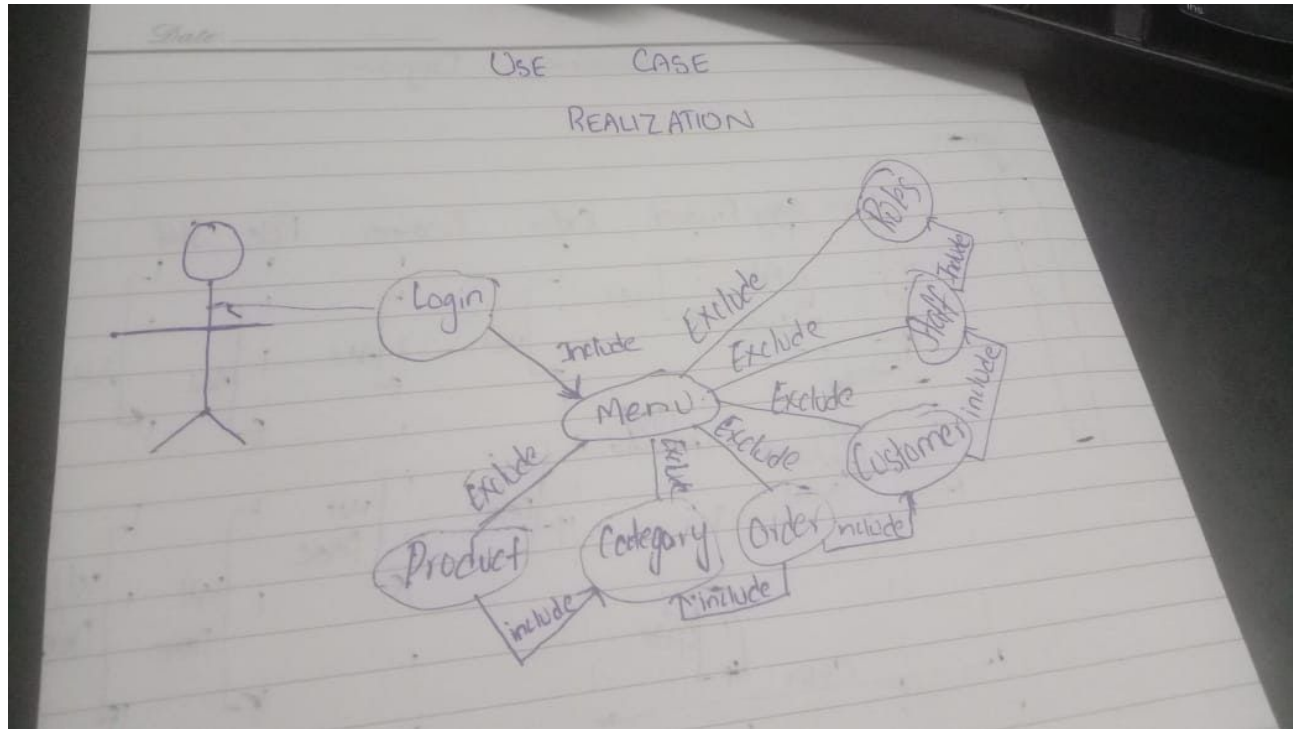 Date
USE CASE
REALIZATION
Roles
Include
Login
Staff
Exclude
Include
Exclude
include
Menu
Exclude
Customer
Exclude
Exclude
Product
Category
Order
include
include
include